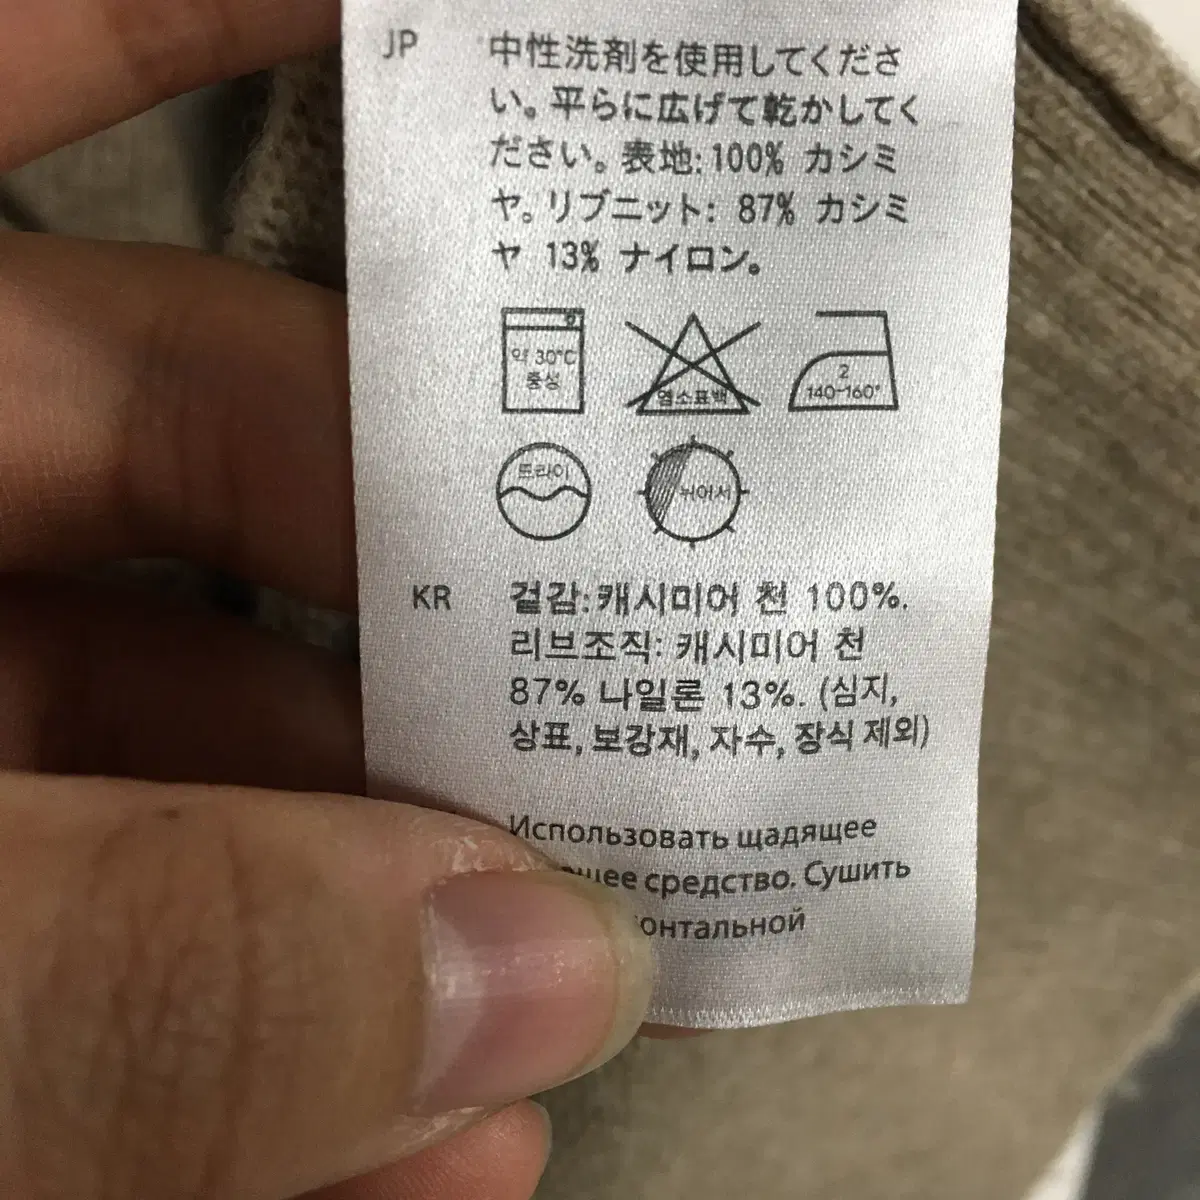 JP
中性洗剤を使用してくださ
い。平らに広げて乾かしてく
ださい。表地: 100% カシミ
ヤ。リブニット: 87% カシミ
ヤ 13% ナイロン。
약 30°C
중성
염소표백
2
140~160°
드라이
뉘어서
KR
겉감: 캐시미어 천 100%.
리브조직: 캐시미어 천
87% 나일론 13%. (심지,
상표, 보강재, 자수, 장식 제외)
Использовать щадящее
средство. Сушить